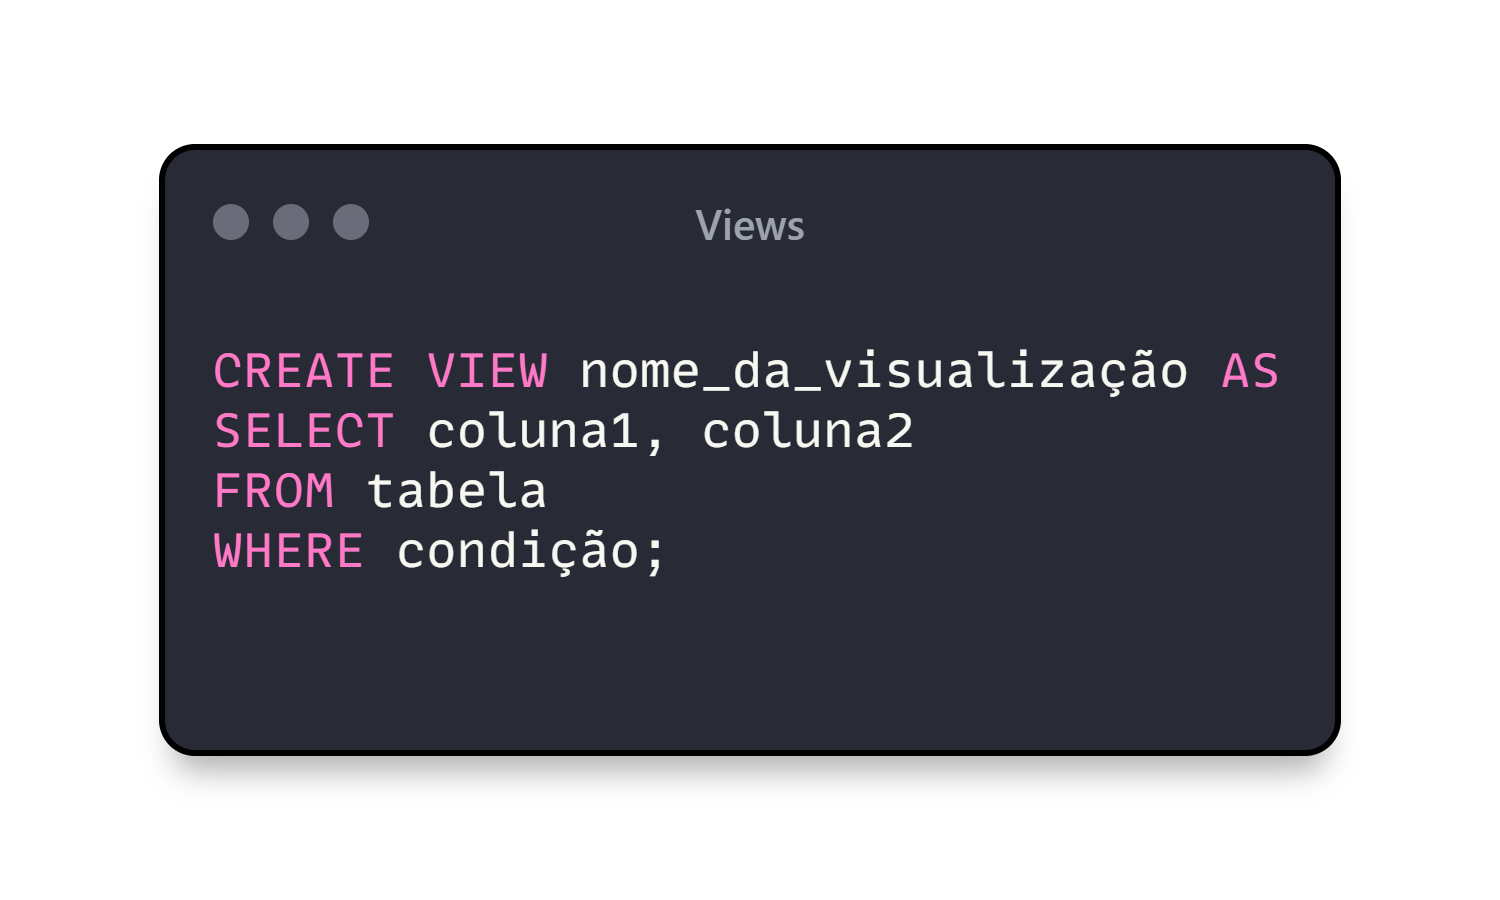 Views
CREATE VIEW nome_da_visualização AS
SELECT coluna1, coluna2
FROM tabela
WHERE condição;